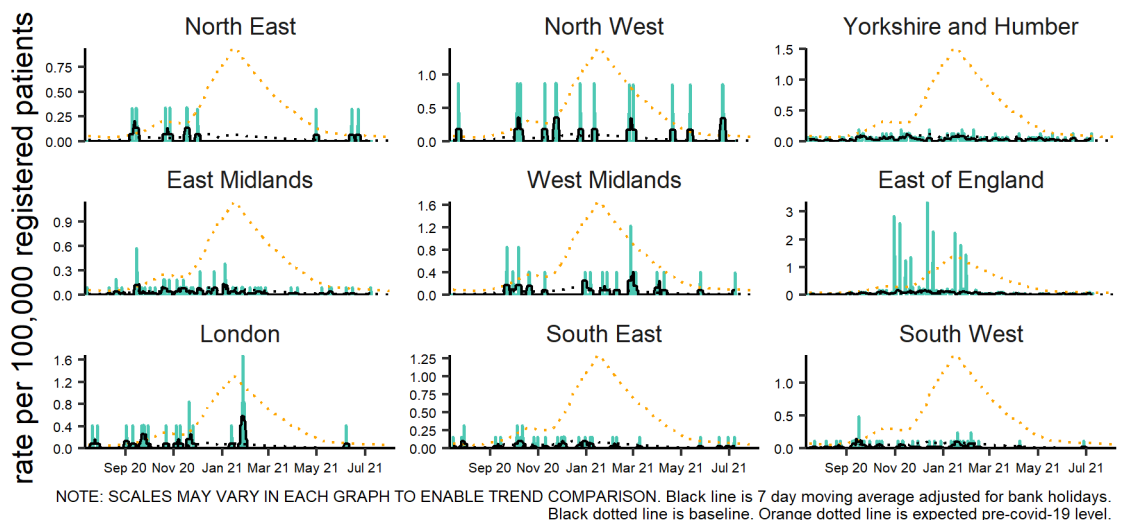 rate per 100,000 registered patients
North East
North West
Yorkshire and Humber
0.75
0.50
0.25
0.00
1.0
0.5
0.0
1.5
1.0
0.5
0.0
East Midlands
West Midlands
East of England
0.9
0.6
0.3
0.0
1.6
1.2
0.8
0.4
0.0
3
2
1
0
London
South East
South West
1.6
1.2
0.8
0.4
0.0
1.25
1.00
0.75
0.50
0.25
0.00
1.0
0.5
0.0
Sep 20 Nov 20 Jan 21 Mar 21 May 21 Jul 21
Sep 20 Nov 20 Jan 21 Mar 21 May 21 Jul 21
Sep 20 Nov 20 Jan 21 Mar 21 May 21 Jul 21
NOTE: SCALES MAY VARY IN EACH GRAPH TO ENABLE TREND COMPARISON. Black line is 7 day moving average adjusted for bank holidays.
Black dotted line is baseline. Orange dotted line is expected pre-covid-19 level.